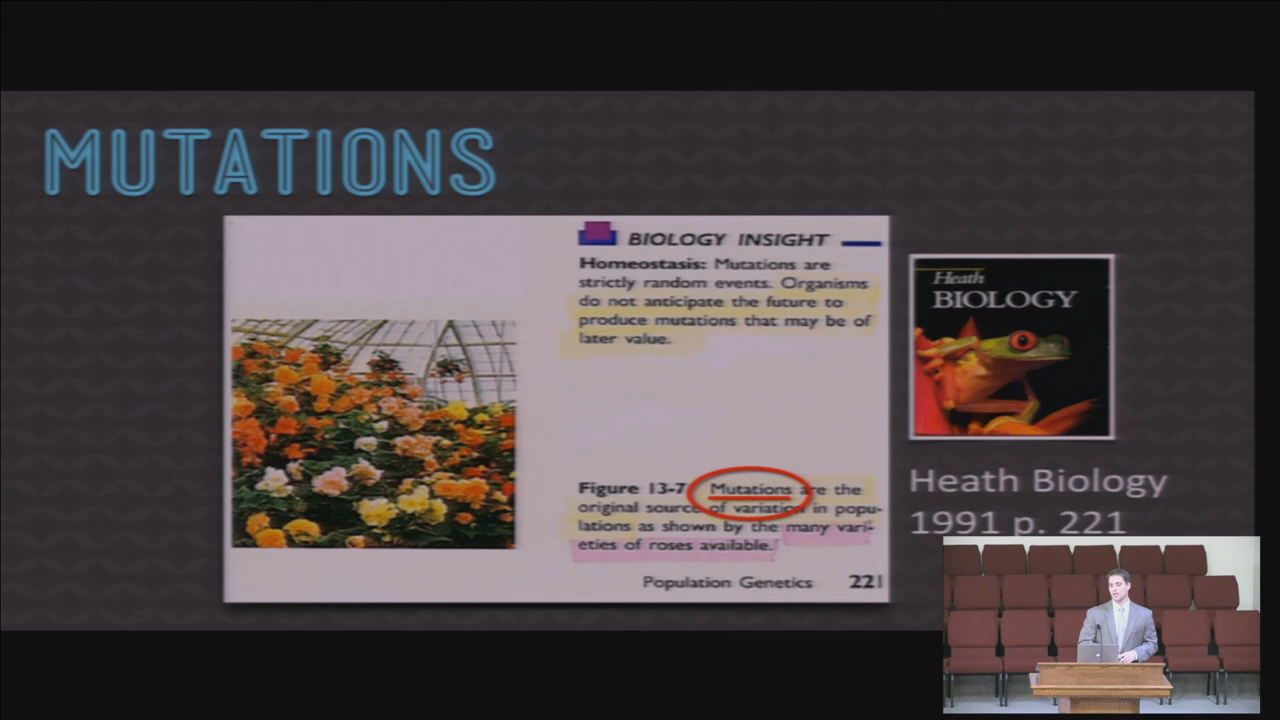 MUTATIONS
BIOLOGY INSIGHT
Homeostasis: Mutations are
strictly random events. Organisms
do not anticipate the future to
produce mutations that may be of
later value.
Figure 13-7 Mutations are the
original source of variation in popu-
lations as shown by the many vari-
eties of roses available.
Population Genetics 221
Heath
BIOLOGY
Heath Biology
1991 p. 221